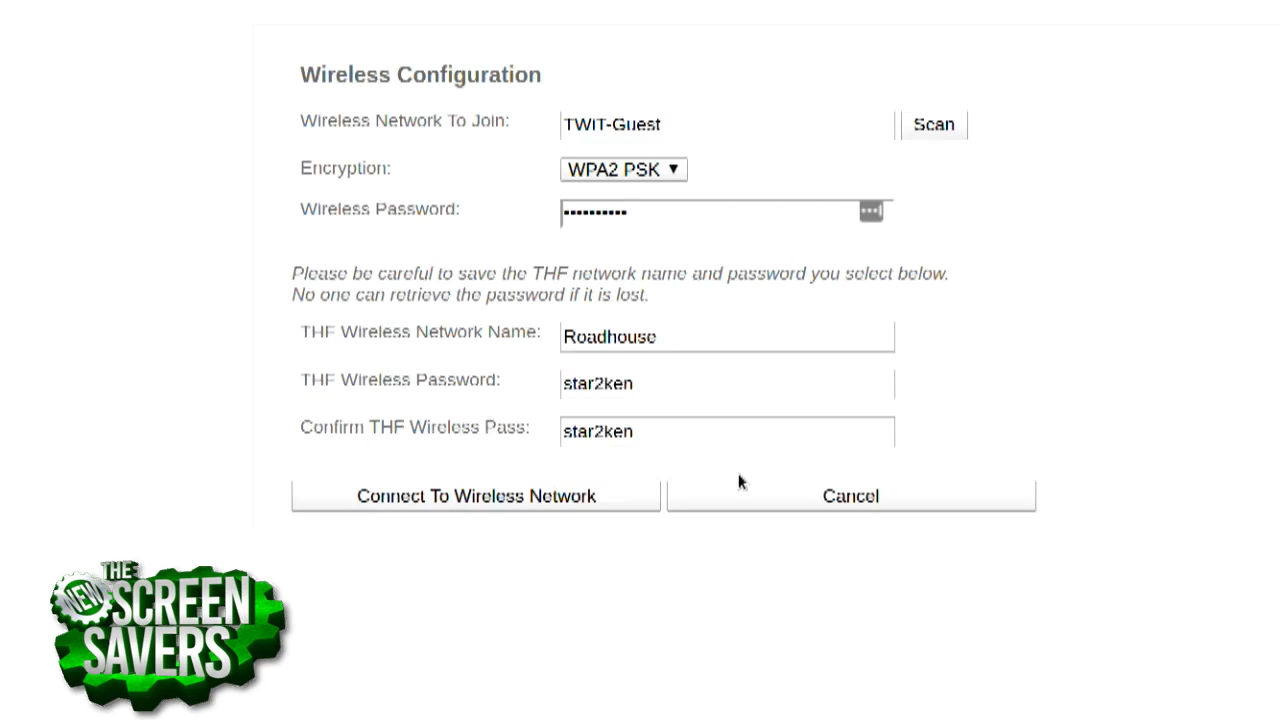 Wireless Configuration
Wireless Network To Join: TWIT-Guest Scan
Encryption: WPA2 PSK ▼
Wireless Password: ••••••••••
Please be careful to save the THF network name and password you select below.
No one can retrieve the password if it is lost.
THF Wireless Network Name: Roadhouse
THF Wireless Password: star2ken
Confirm THF Wireless Pass: star2ken
Connect To Wireless Network Cancel
THE
NEW SCREEN
SAVERS